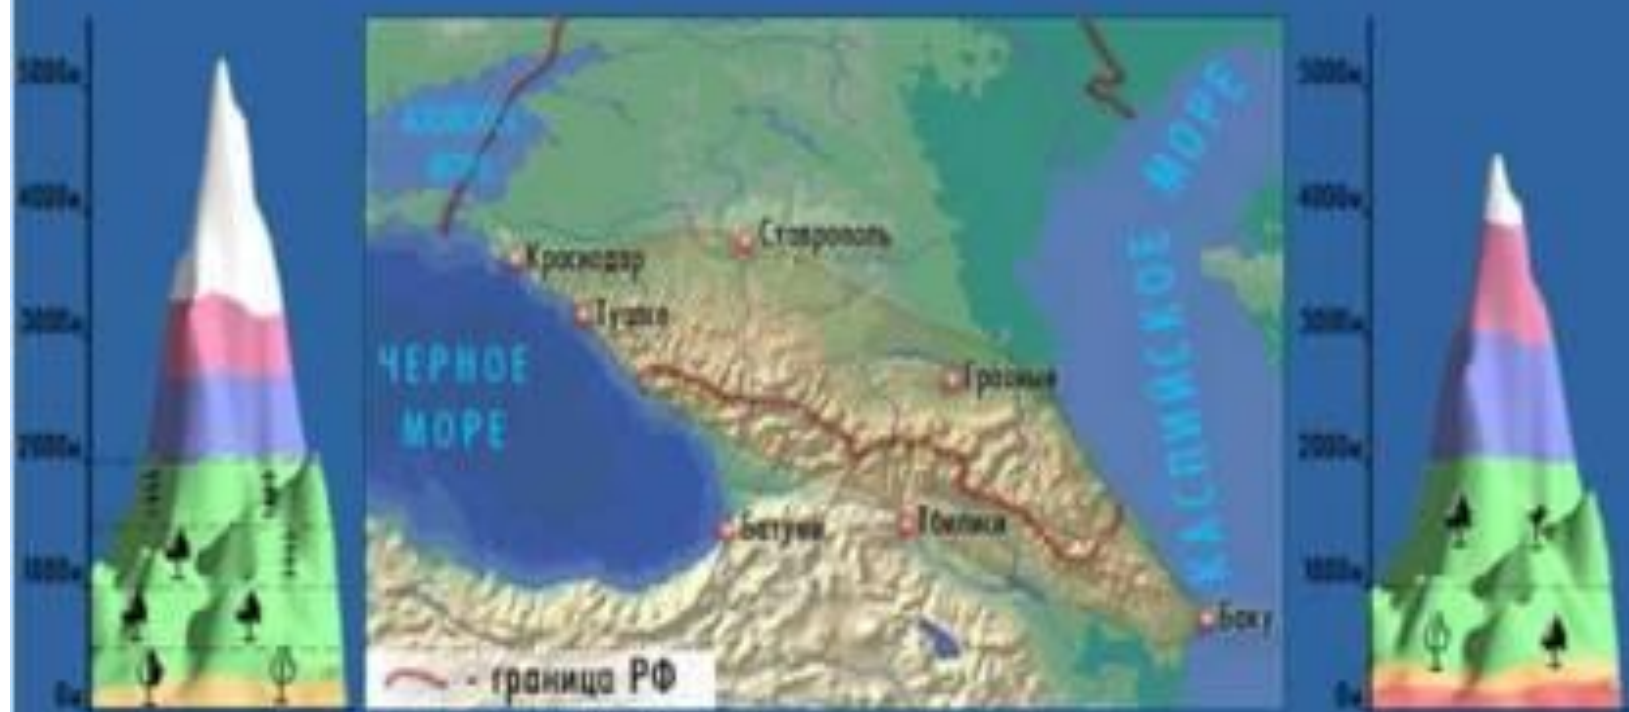 5000м
4000м
3000м
2000м
1000м
0м
Краснодар
Ставрополь
Туапсе
ЧЕРНОЕ
МОРЕ
Грозный
КАСПИЙСКОЕ МОРЕ
Батуми
Тбилиси
Баку
- граница РФ
5000м
4000м
3000м
2000м
1000м
0м